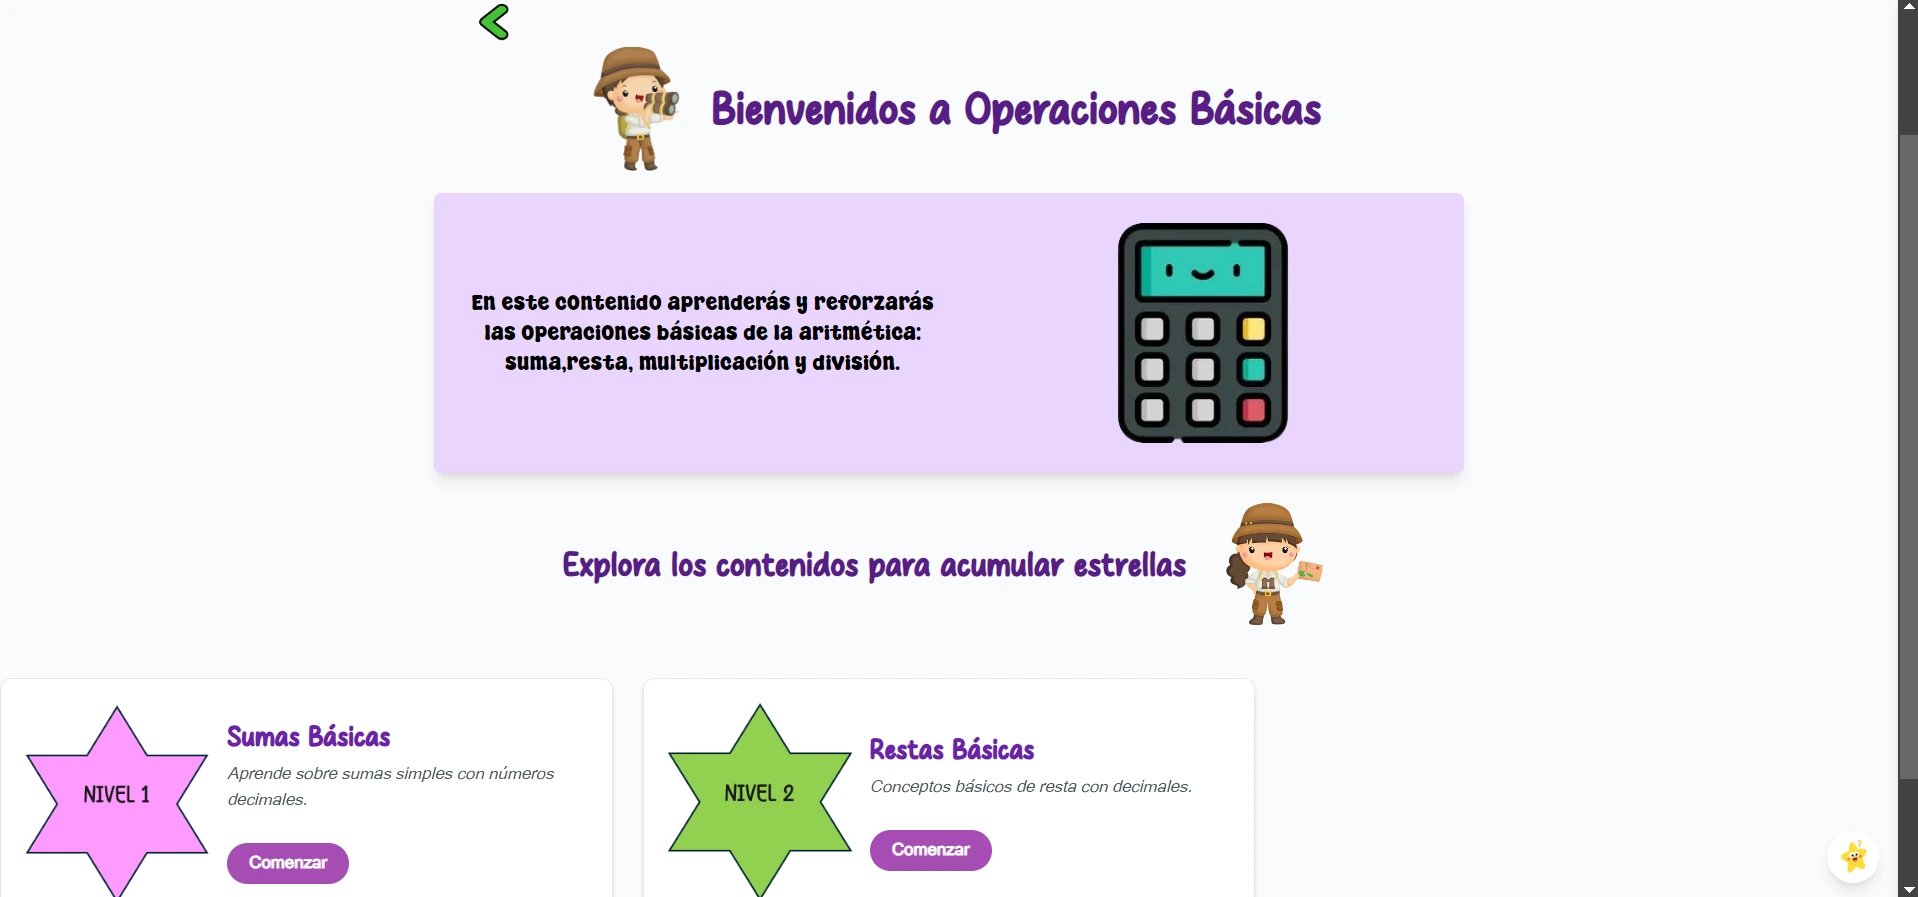 Bienvenidos a Operaciones Básicas
En este contenido aprenderás y reforzarás
las operaciones básicas de la aritmética:
suma,resta, multiplicación y división.
Explora los contenidos para acumular estrellas
NIVEL 1
Sumas Básicas
Aprende sobre sumas simples con números
decimales.
Comenzar
NIVEL 2
Restas Básicas
Conceptos básicos de resta con decimales.
Comenzar